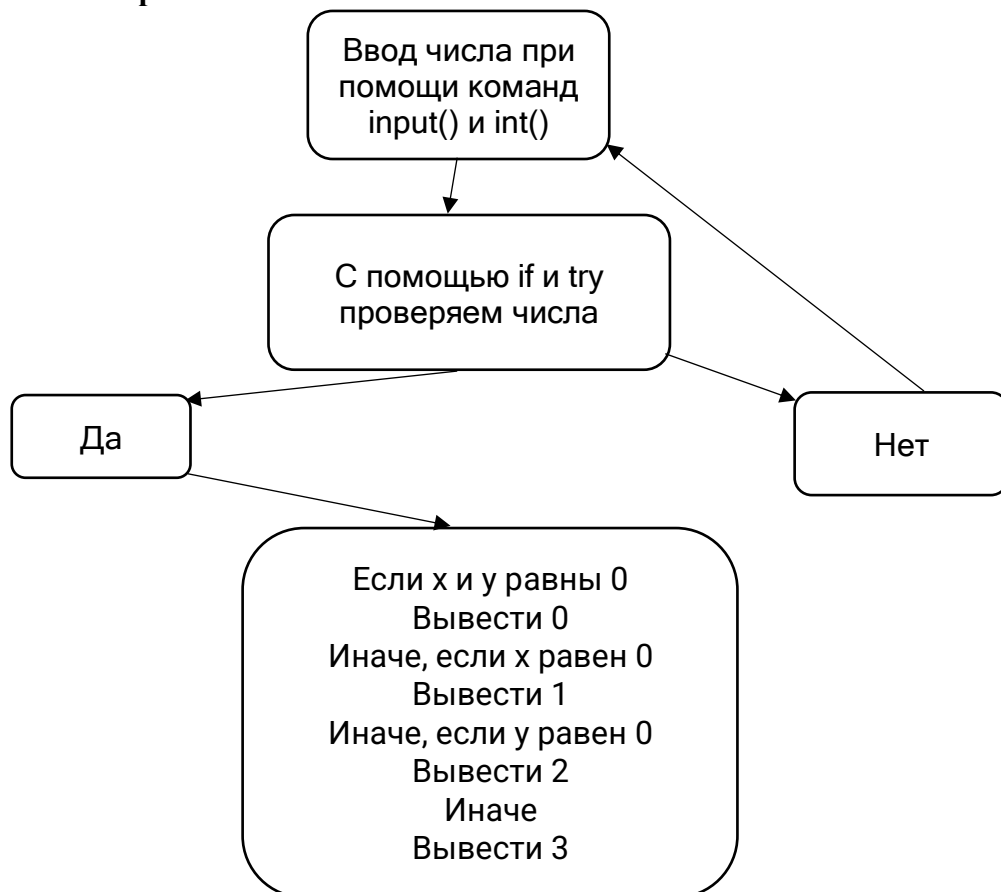 Ввод числа при
помощи команд
input() и int()
С помощью if и try
проверяем числа
Да
Нет
Если x и y равны 0
Вывести 0
Иначе, если x равен 0
Вывести 1
Иначе, если y равен 0
Вывести 2
Иначе
Вывести 3